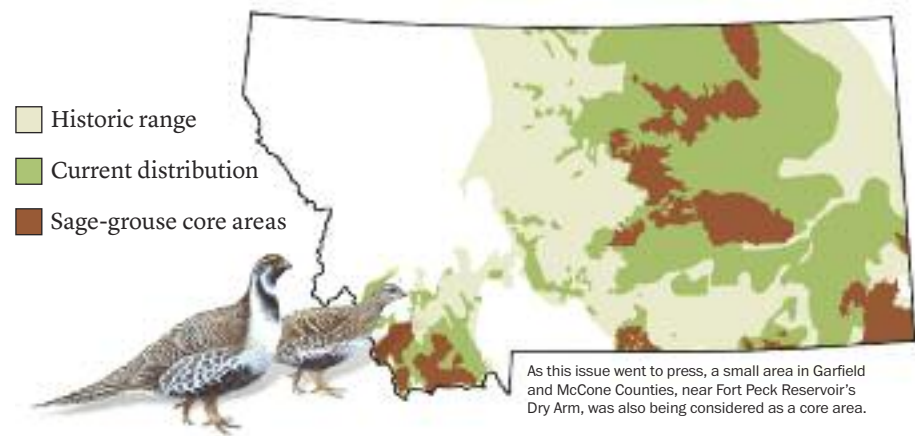 Historic range
Current distribution
Sage-grouse core areas
As this issue went to press, a small area in Garfield
and McCone Counties, near Fort Peck Reservoir’s
Dry Arm, was also being considered as a core area.